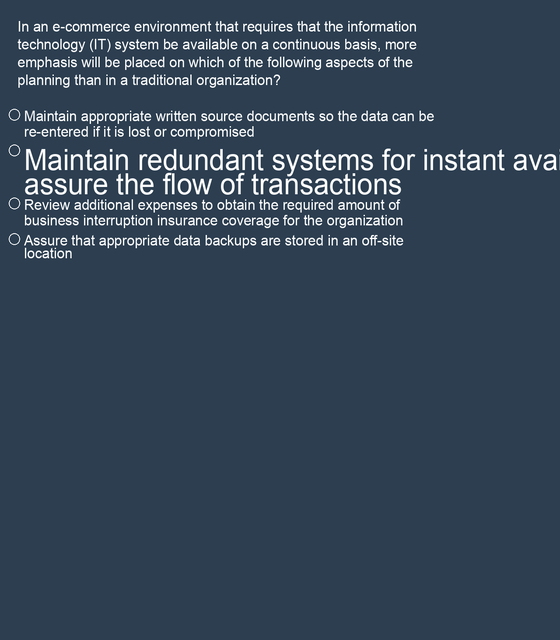 In an e-commerce environment that requires that the information
technology (IT) system be available on a continuous basis, more
emphasis will be placed on which of the following aspects of the
planning than in a traditional organization?
Maintain appropriate written source documents so the data can be
re-entered if it is lost or compromised
Maintain redundant systems for instant avai
assure the flow of transactions
Review additional expenses to obtain the required amount of
business interruption insurance coverage for the organization
Assure that appropriate data backups are stored in an off-site
location